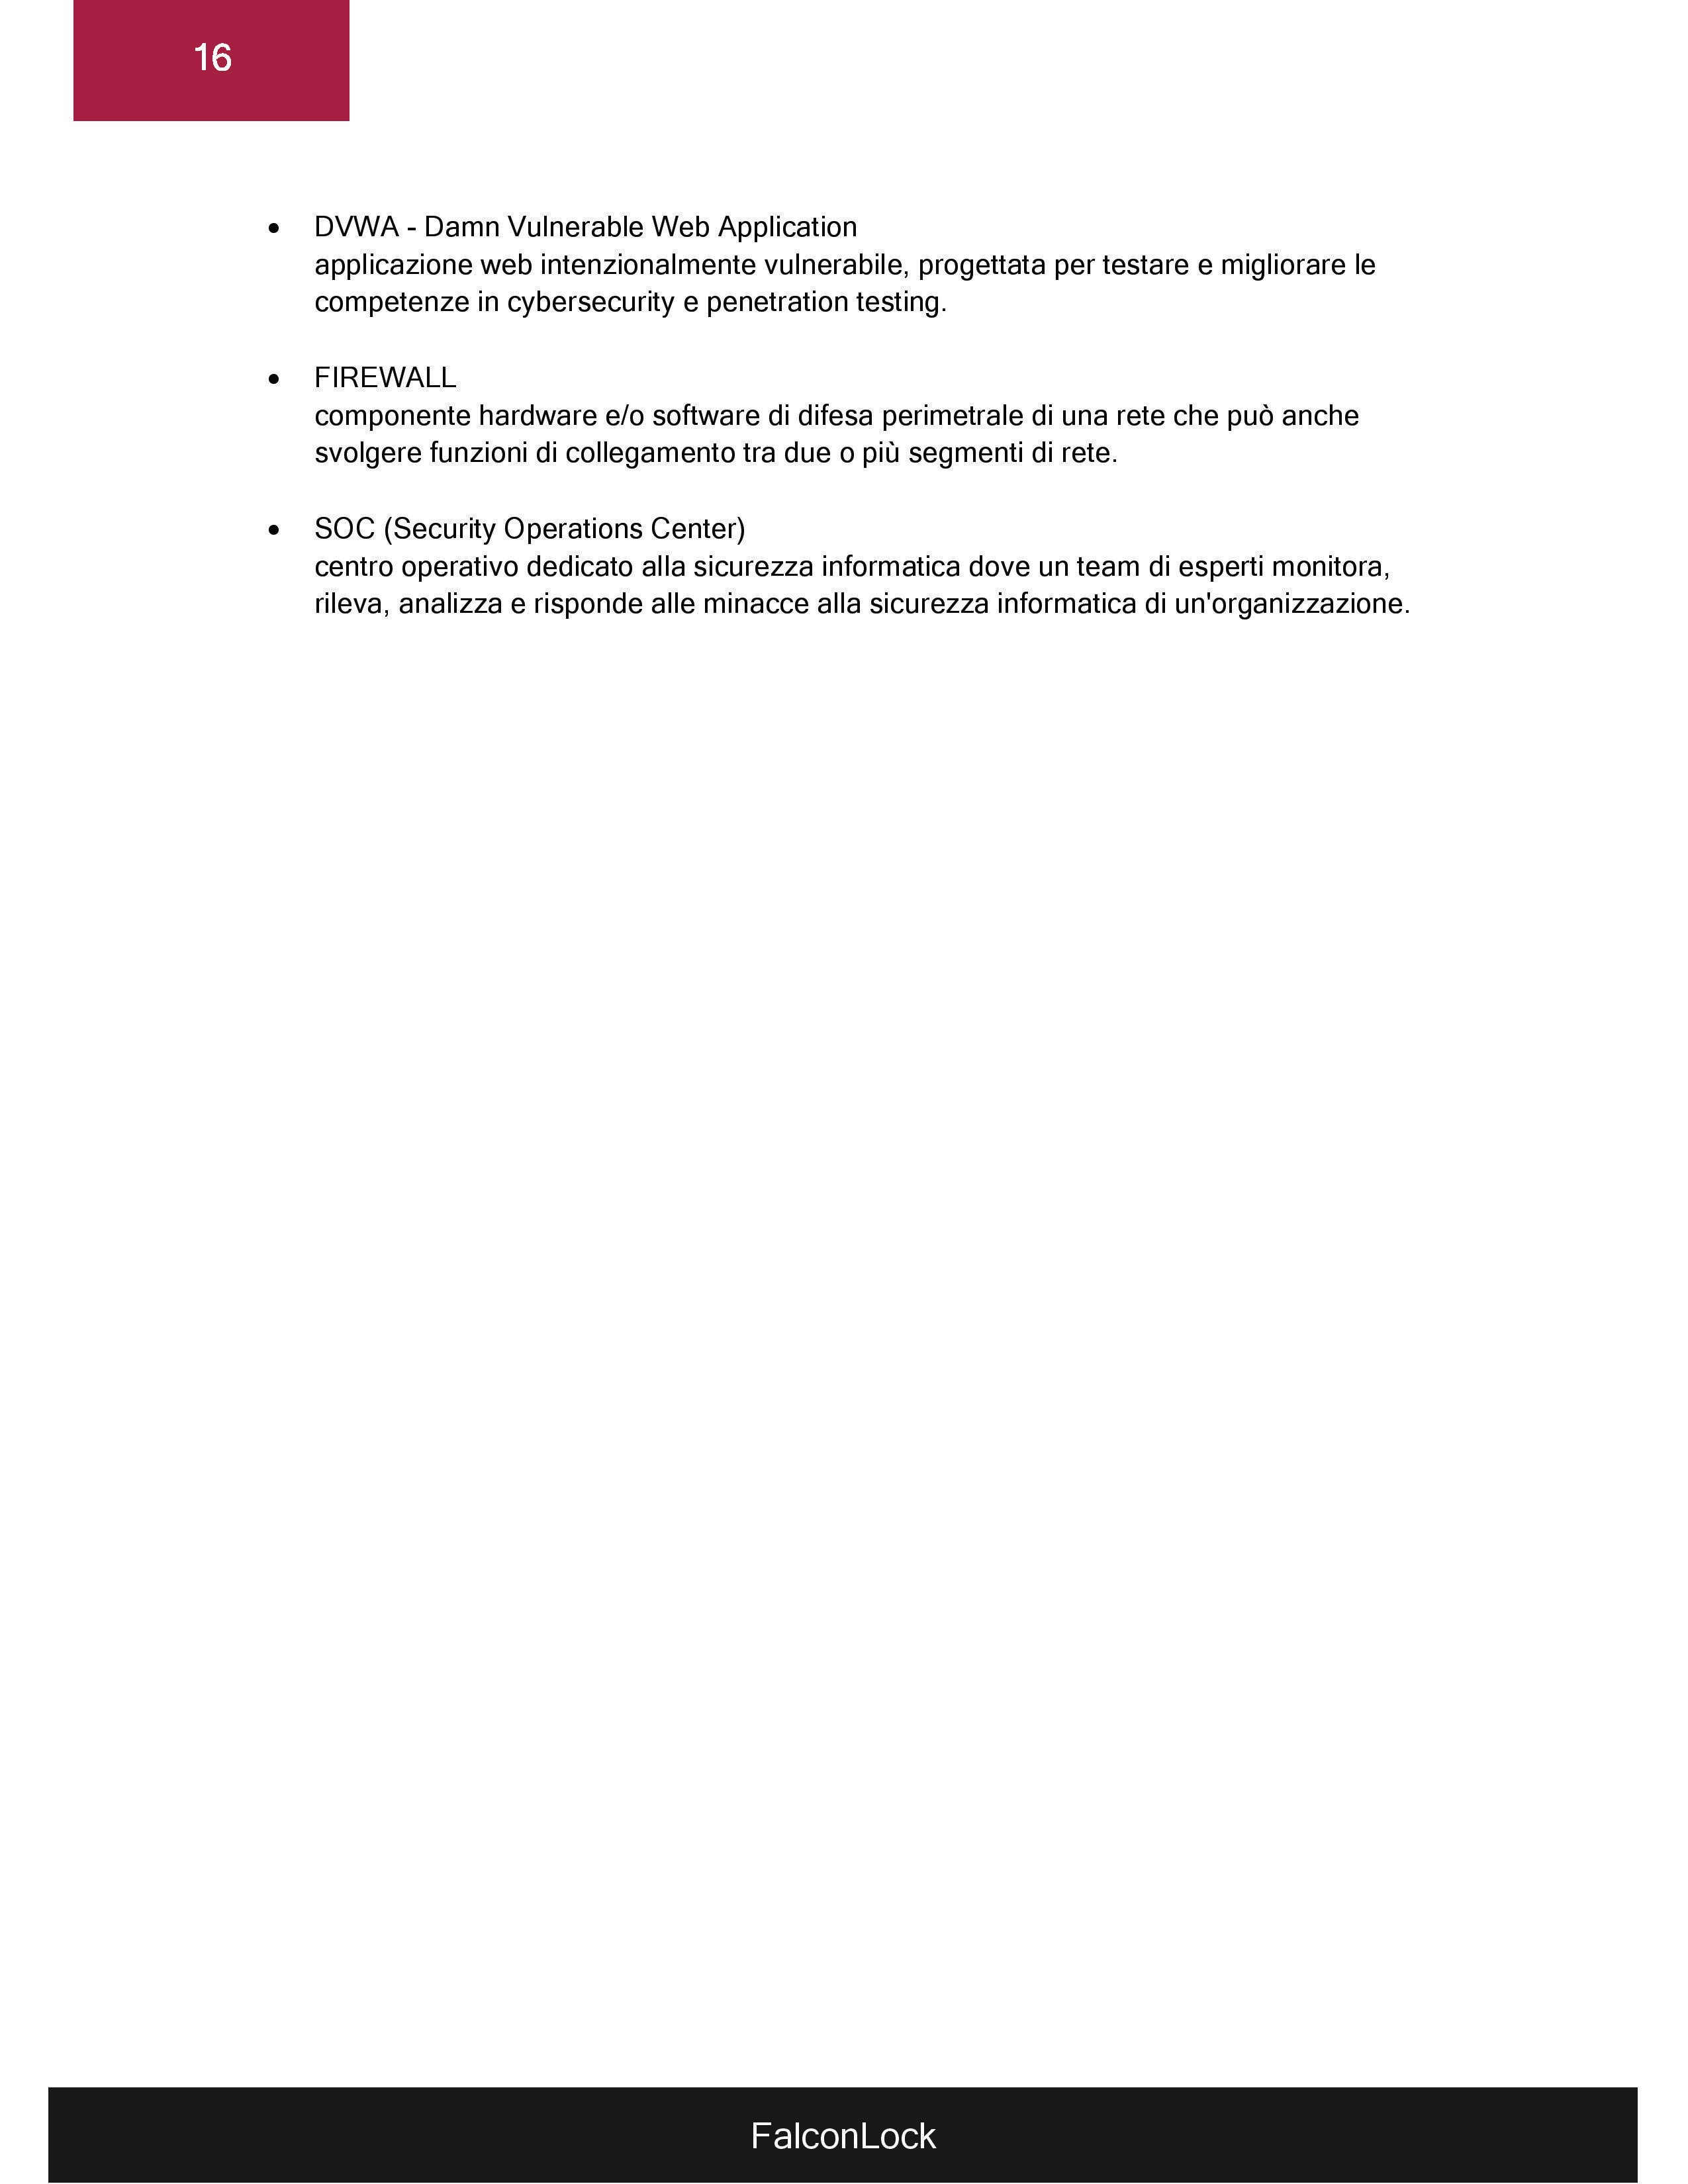 16
• DVWA - Damn Vulnerable Web Application
applicazione web intenzionalmente vulnerabile, progettata per testare e migliorare le
competenze in cybersecurity e penetration testing.
• FIREWALL
componente hardware e/o software di difesa perimetrale di una rete che può anche
svolgere funzioni di collegamento tra due o più segmenti di rete.
• SOC (Security Operations Center)
centro operativo dedicato alla sicurezza informatica dove un team di esperti monitora,
rileva, analizza e risponde alle minacce alla sicurezza informatica di un'organizzazione.
FalconLock